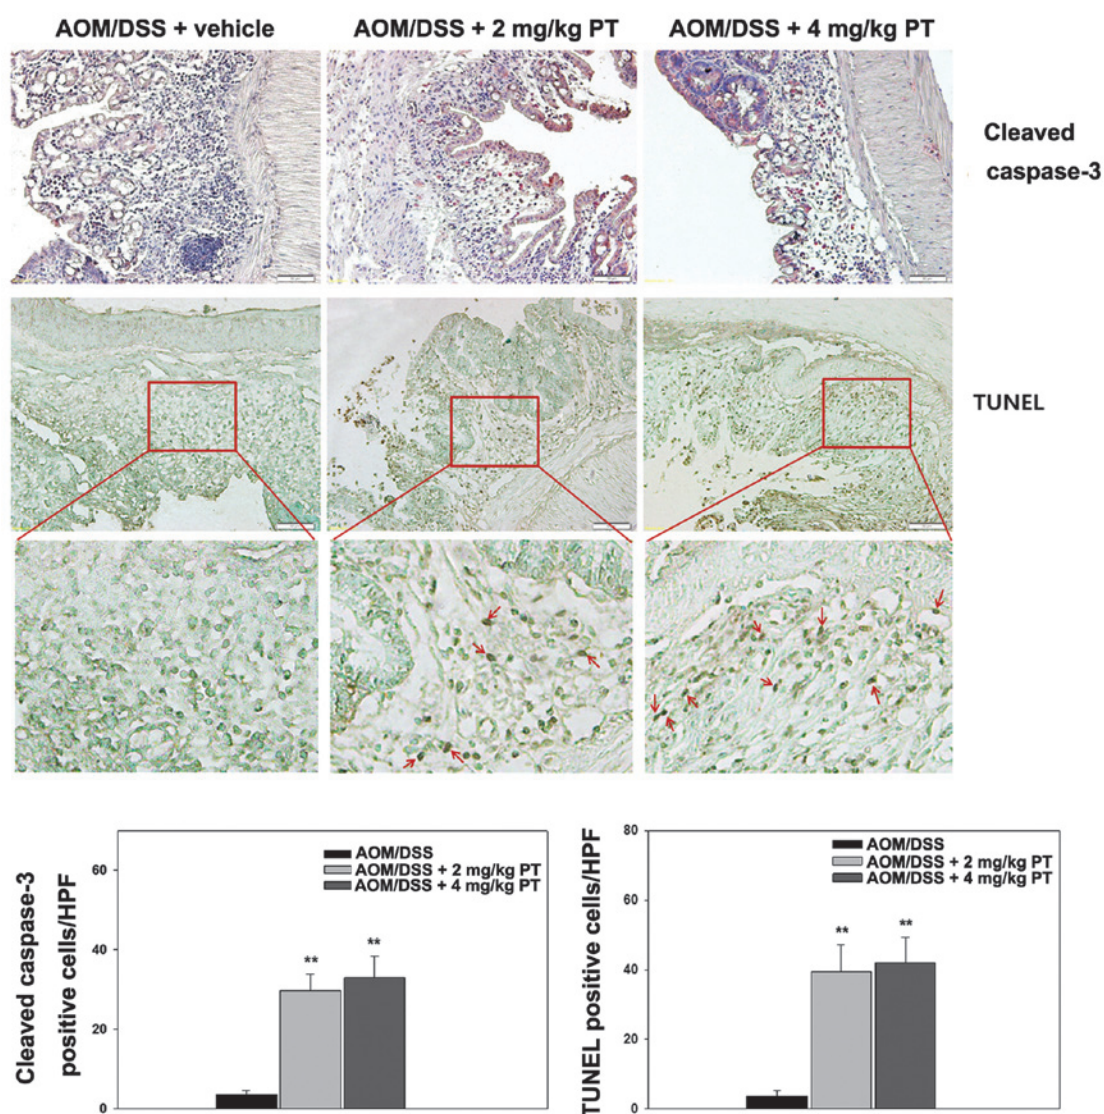 AOM/DSS + vehicle
AOM/DSS + 2 mg/kg PT
AOM/DSS + 4 mg/kg PT
Cleaved
caspase-3
TUNEL
Cleaved caspase-3
positive cells/HPF
60
40
20
0
AOM/DSS
AOM/DSS + 2 mg/kg PT
AOM/DSS + 4 mg/kg PT
**
**
TUNEL positive cells/HPF
80
60
40
20
0
AOM/DSS
AOM/DSS + 2 mg/kg PT
AOM/DSS + 4 mg/kg PT
**
**